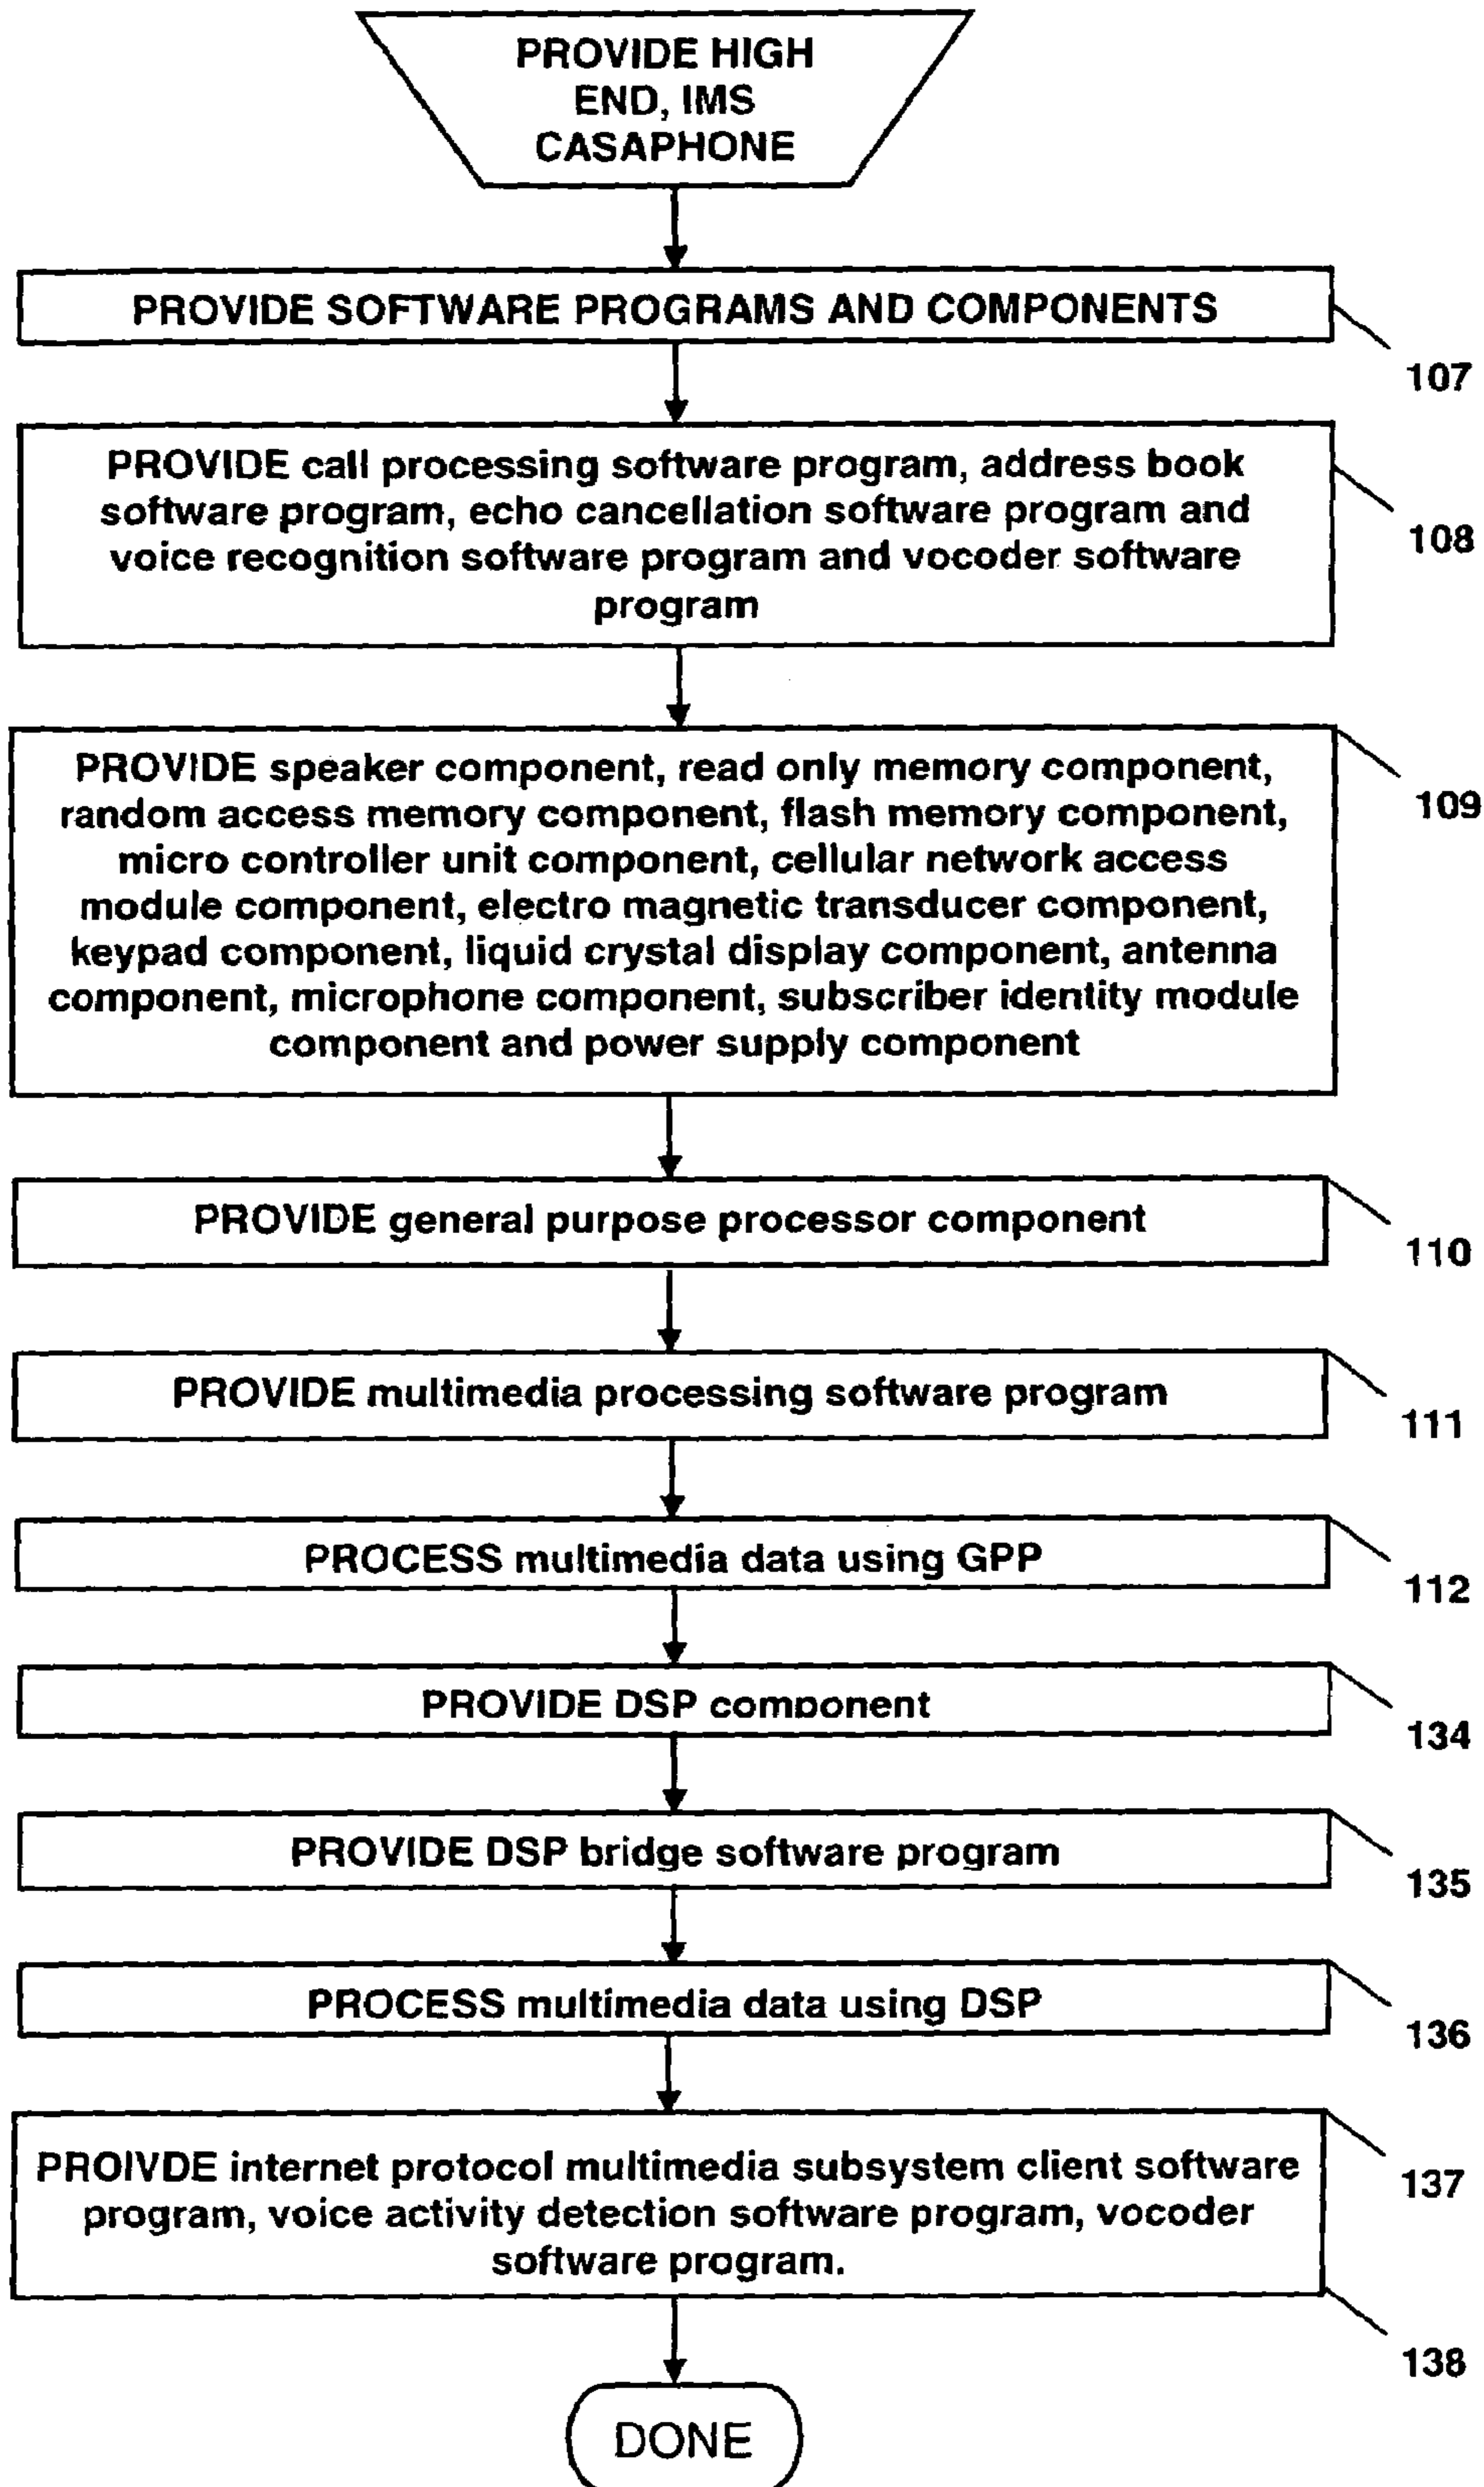 PROVIDE HIGH
END, IMS
CASAPHONE
PROVIDE SOFTWARE PROGRAMS AND COMPONENTS
107
PROVIDE call processing software program, address book
software program, echo cancellation software program and
voice recognition software program and vocoder software
program
108
PROVIDE speaker component, read only memory component,
random access memory component, flash memory component,
micro controller unit component, cellular network access
module component, electro magnetic transducer component,
keypad component, liquid crystal display component, antenna
component, microphone component, subscriber identity module
component and power supply component
109
PROVIDE general purpose processor component
110
PROVIDE multimedia processing software program
111
PROCESS multimedia data using GPP
112
PROVIDE DSP component
134
PROVIDE DSP bridge software program
135
PROCESS multimedia data using DSP
136
PROIVDE internet protocol multimedia subsystem client software
program, voice activity detection software program, vocoder
software program.
137
138
DONE